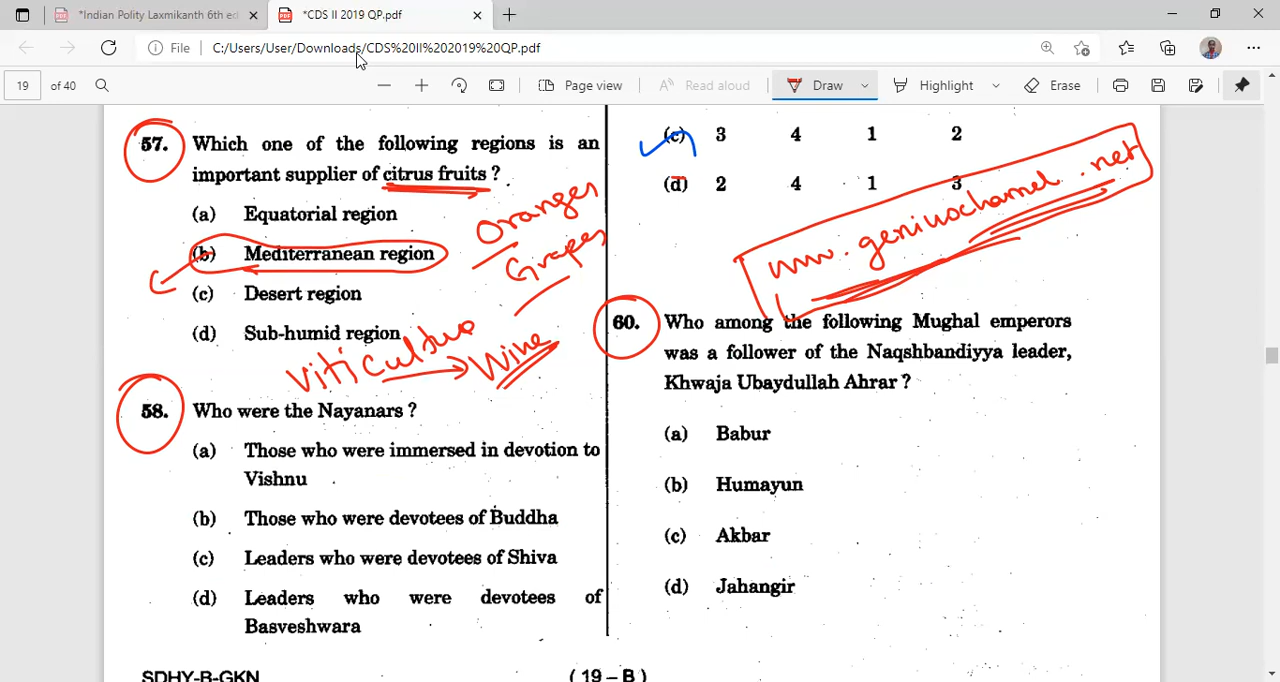 *Indian Polity Laxmikanth 6th ed
*CDS II 2019 QP.pdf
File
C:/Users/User/Downloads/CDS%20II%202019%20QP.pdf
19
of 40
Page view
Read aloud
Draw
Highlight
Erase
57. Which one of the following regions is an
important supplier of citrus fruits ?
(a) Equatorial region
(b) Mediterranean region
(c) Desert region
(d) Sub-humid region
Oranges
Grapes
Viticulture → Wine
58. Who were the Nayanars ?
(a) Those who were immersed in devotion to
Vishnu
(b) Those who were devotees of Buddha
(c) Leaders who were devotees of Shiva
(d) Leaders who were devotees of
Basveshwara
(c) 3 4 1 2
(d) 2 4 1 3
www.geniuschannel.net
60. Who among the following Mughal emperors
was a follower of the Naqshbandiyya leader,
Khwaja Ubaydullah Ahrar ?
(a) Babur
(b) Humayun
(c) Akbar
(d) Jahangir
SDHY-B-GKN
( 19 – B )